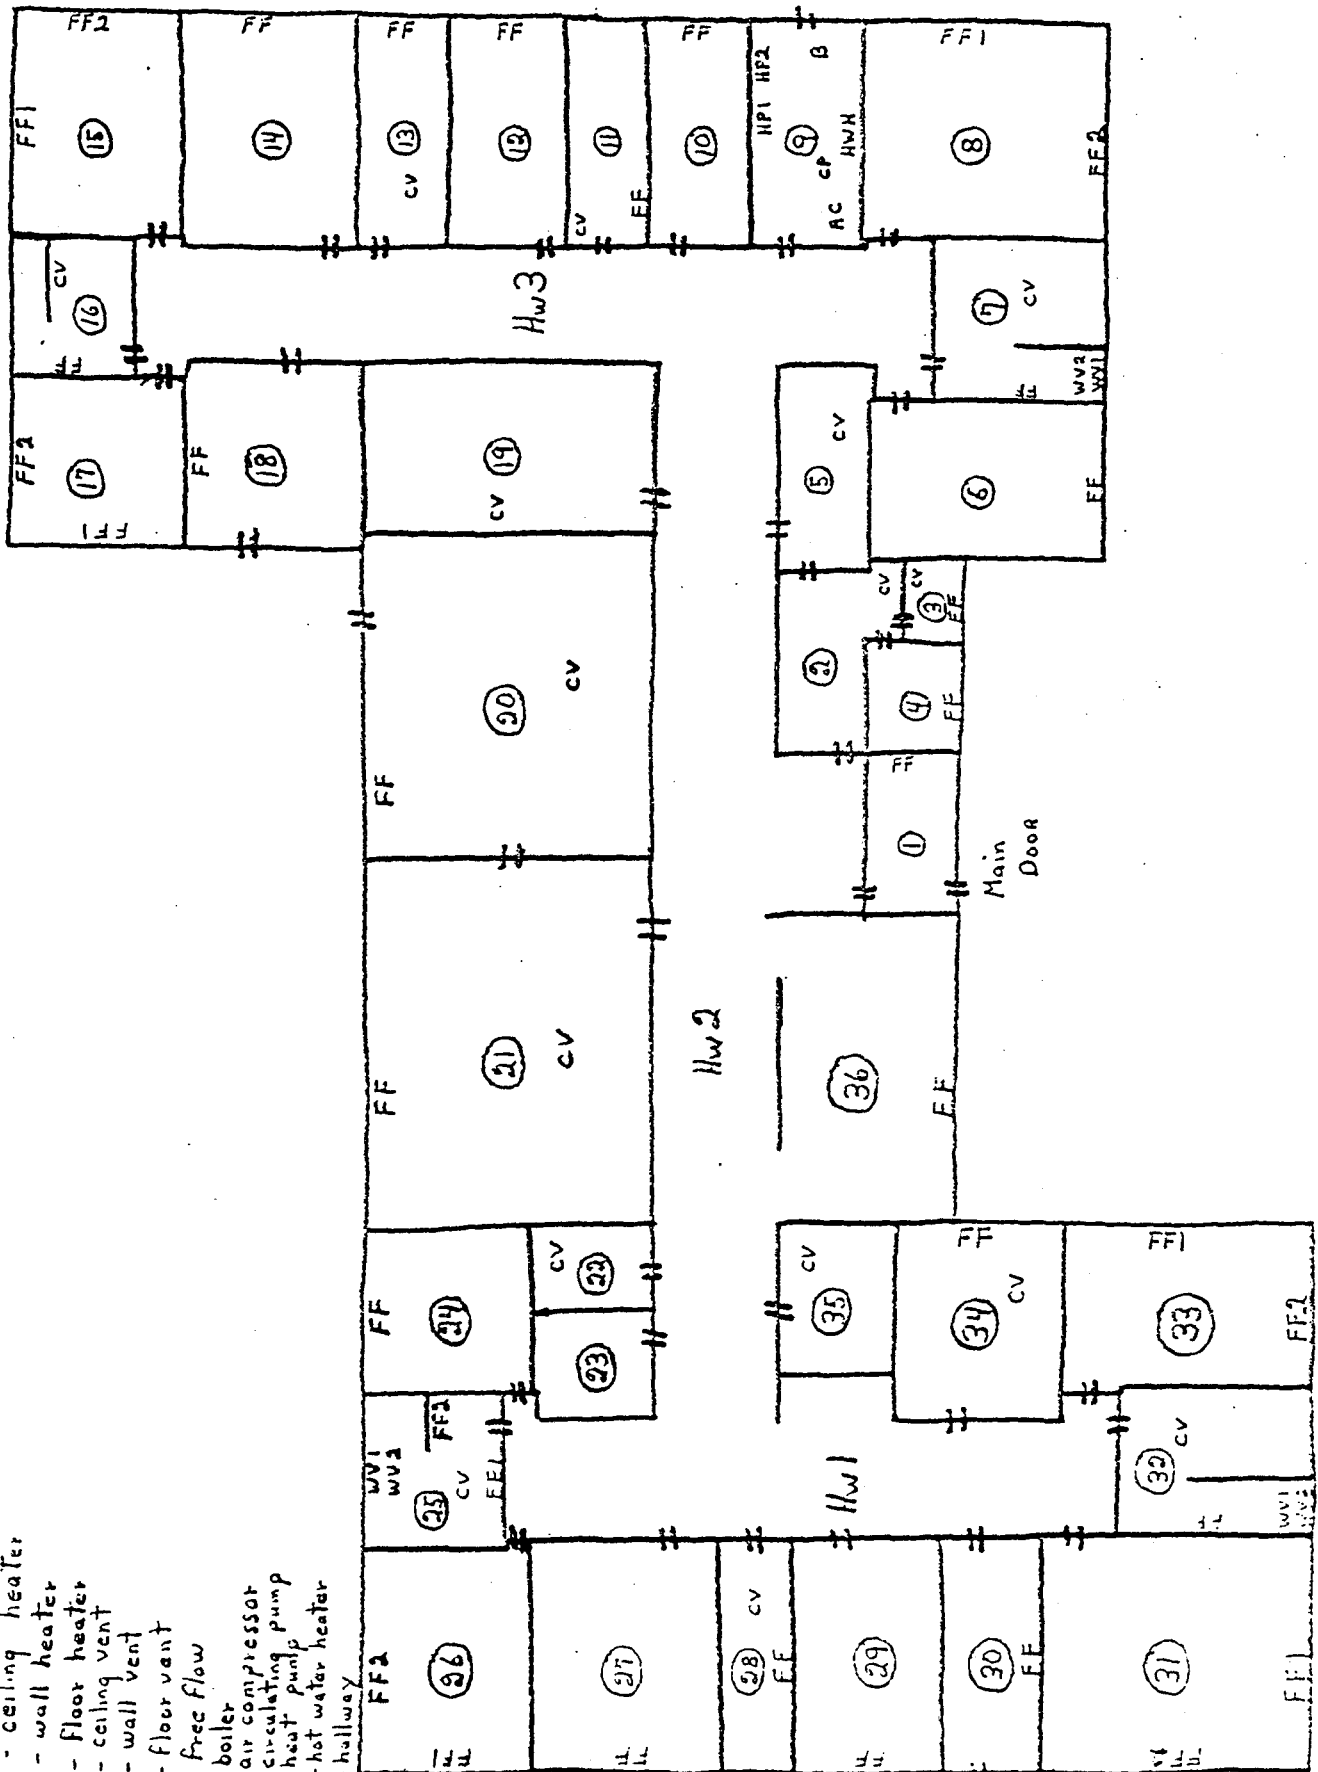 - ceiling heater
- wall heater
- floor heater
- ceiling vent
- wall vent
- floor vent
free flow
boiler
air compressor
circulating pump
heat pump
- hot water heater
hallway
FF2
26
FF
27
FF
28
CV
FF
29
FF
30
FF
31
FF
FF1
Hw1
WV1
WV2
25
CV
FF1
FF2
FF
24
23
22
CV
32
CV
FF
WV1
33
FF1
FF2
34
CV
FF
35
CV
Hw2
36
FF
FF
21
CV
FF
20
CV
CV
19
Main
Door
1
FF
2
4
FF
3
FF
CV
CV
5
CV
6
FF
FF2
17
FF1
FF
18
Hw3
16
CV
FF
7
CV
FF
WV2
WV1
FF1
15
FF2
14
FF
13
CV
FF
12
FF
11
CV
FF
10
FF
HP1 HP2
9
B
CP
AC
HWH
8
FF1
FF2